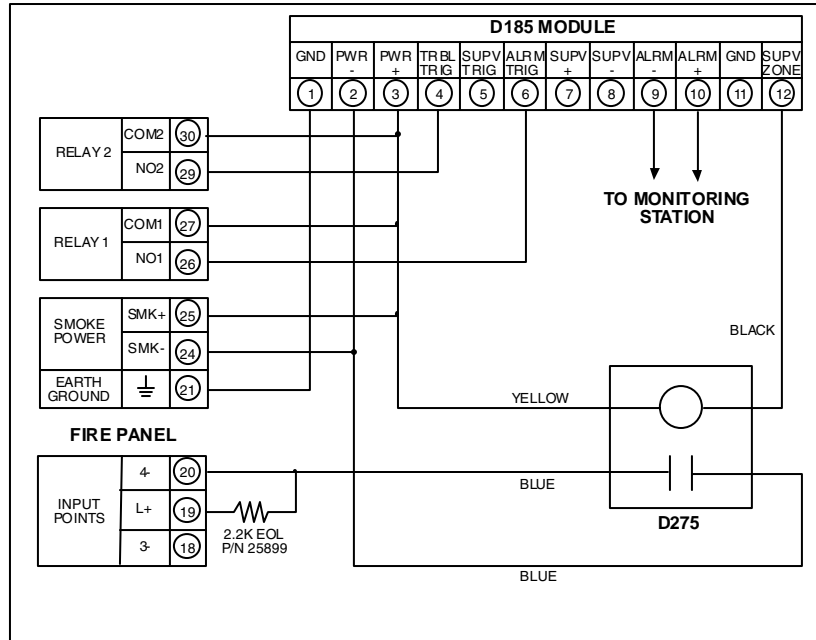 D185 MODULE
GND PWR - PWR + TRBL TRIG SUPV TRIG ALRM TRIG SUPV + SUPV - ALRM - ALRM + GND SUPV ZONE
1 2 3 4 5 6 7 8 9 10 11 12
RELAY 2
COM2 30
NO2 29
TO MONITORING
STATION
RELAY 1
COM1 27
NO1 26
SMOKE
POWER
SMK+ 25
SMK- 24
EARTH
GROUND
21
BLACK
YELLOW
FIRE PANEL
INPUT
POINTS
4- 20
L+ 19
3- 18
2.2K EOL
P/N 25899
BLUE
D275
BLUE